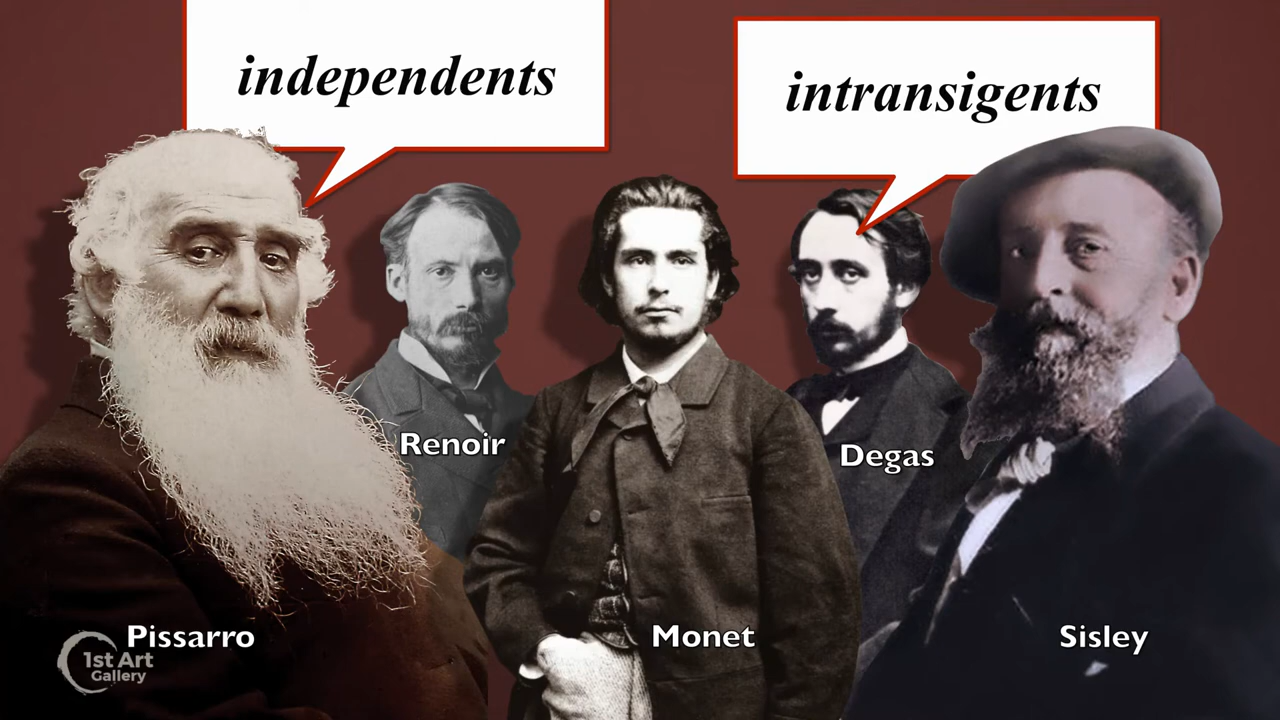 independents
intransigents
Renoir
Degas
Pissarro
Monet
Sisley
1st Art
Gallery